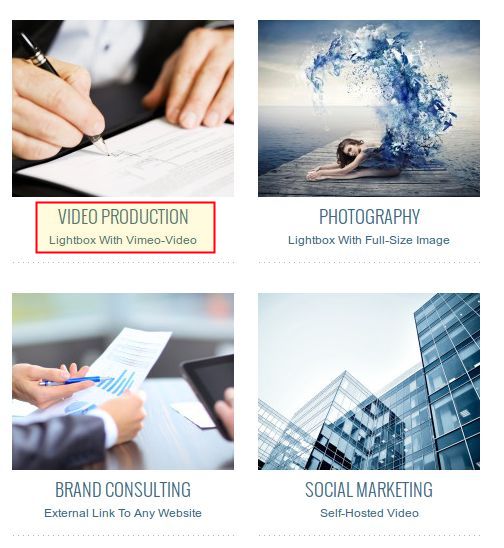 VIDEO PRODUCTION
Lightbox With Vimeo-Video
PHOTOGRAPHY
Lightbox With Full-Size Image
BRAND CONSULTING
External Link To Any Website
SOCIAL MARKETING
Self-Hosted Video